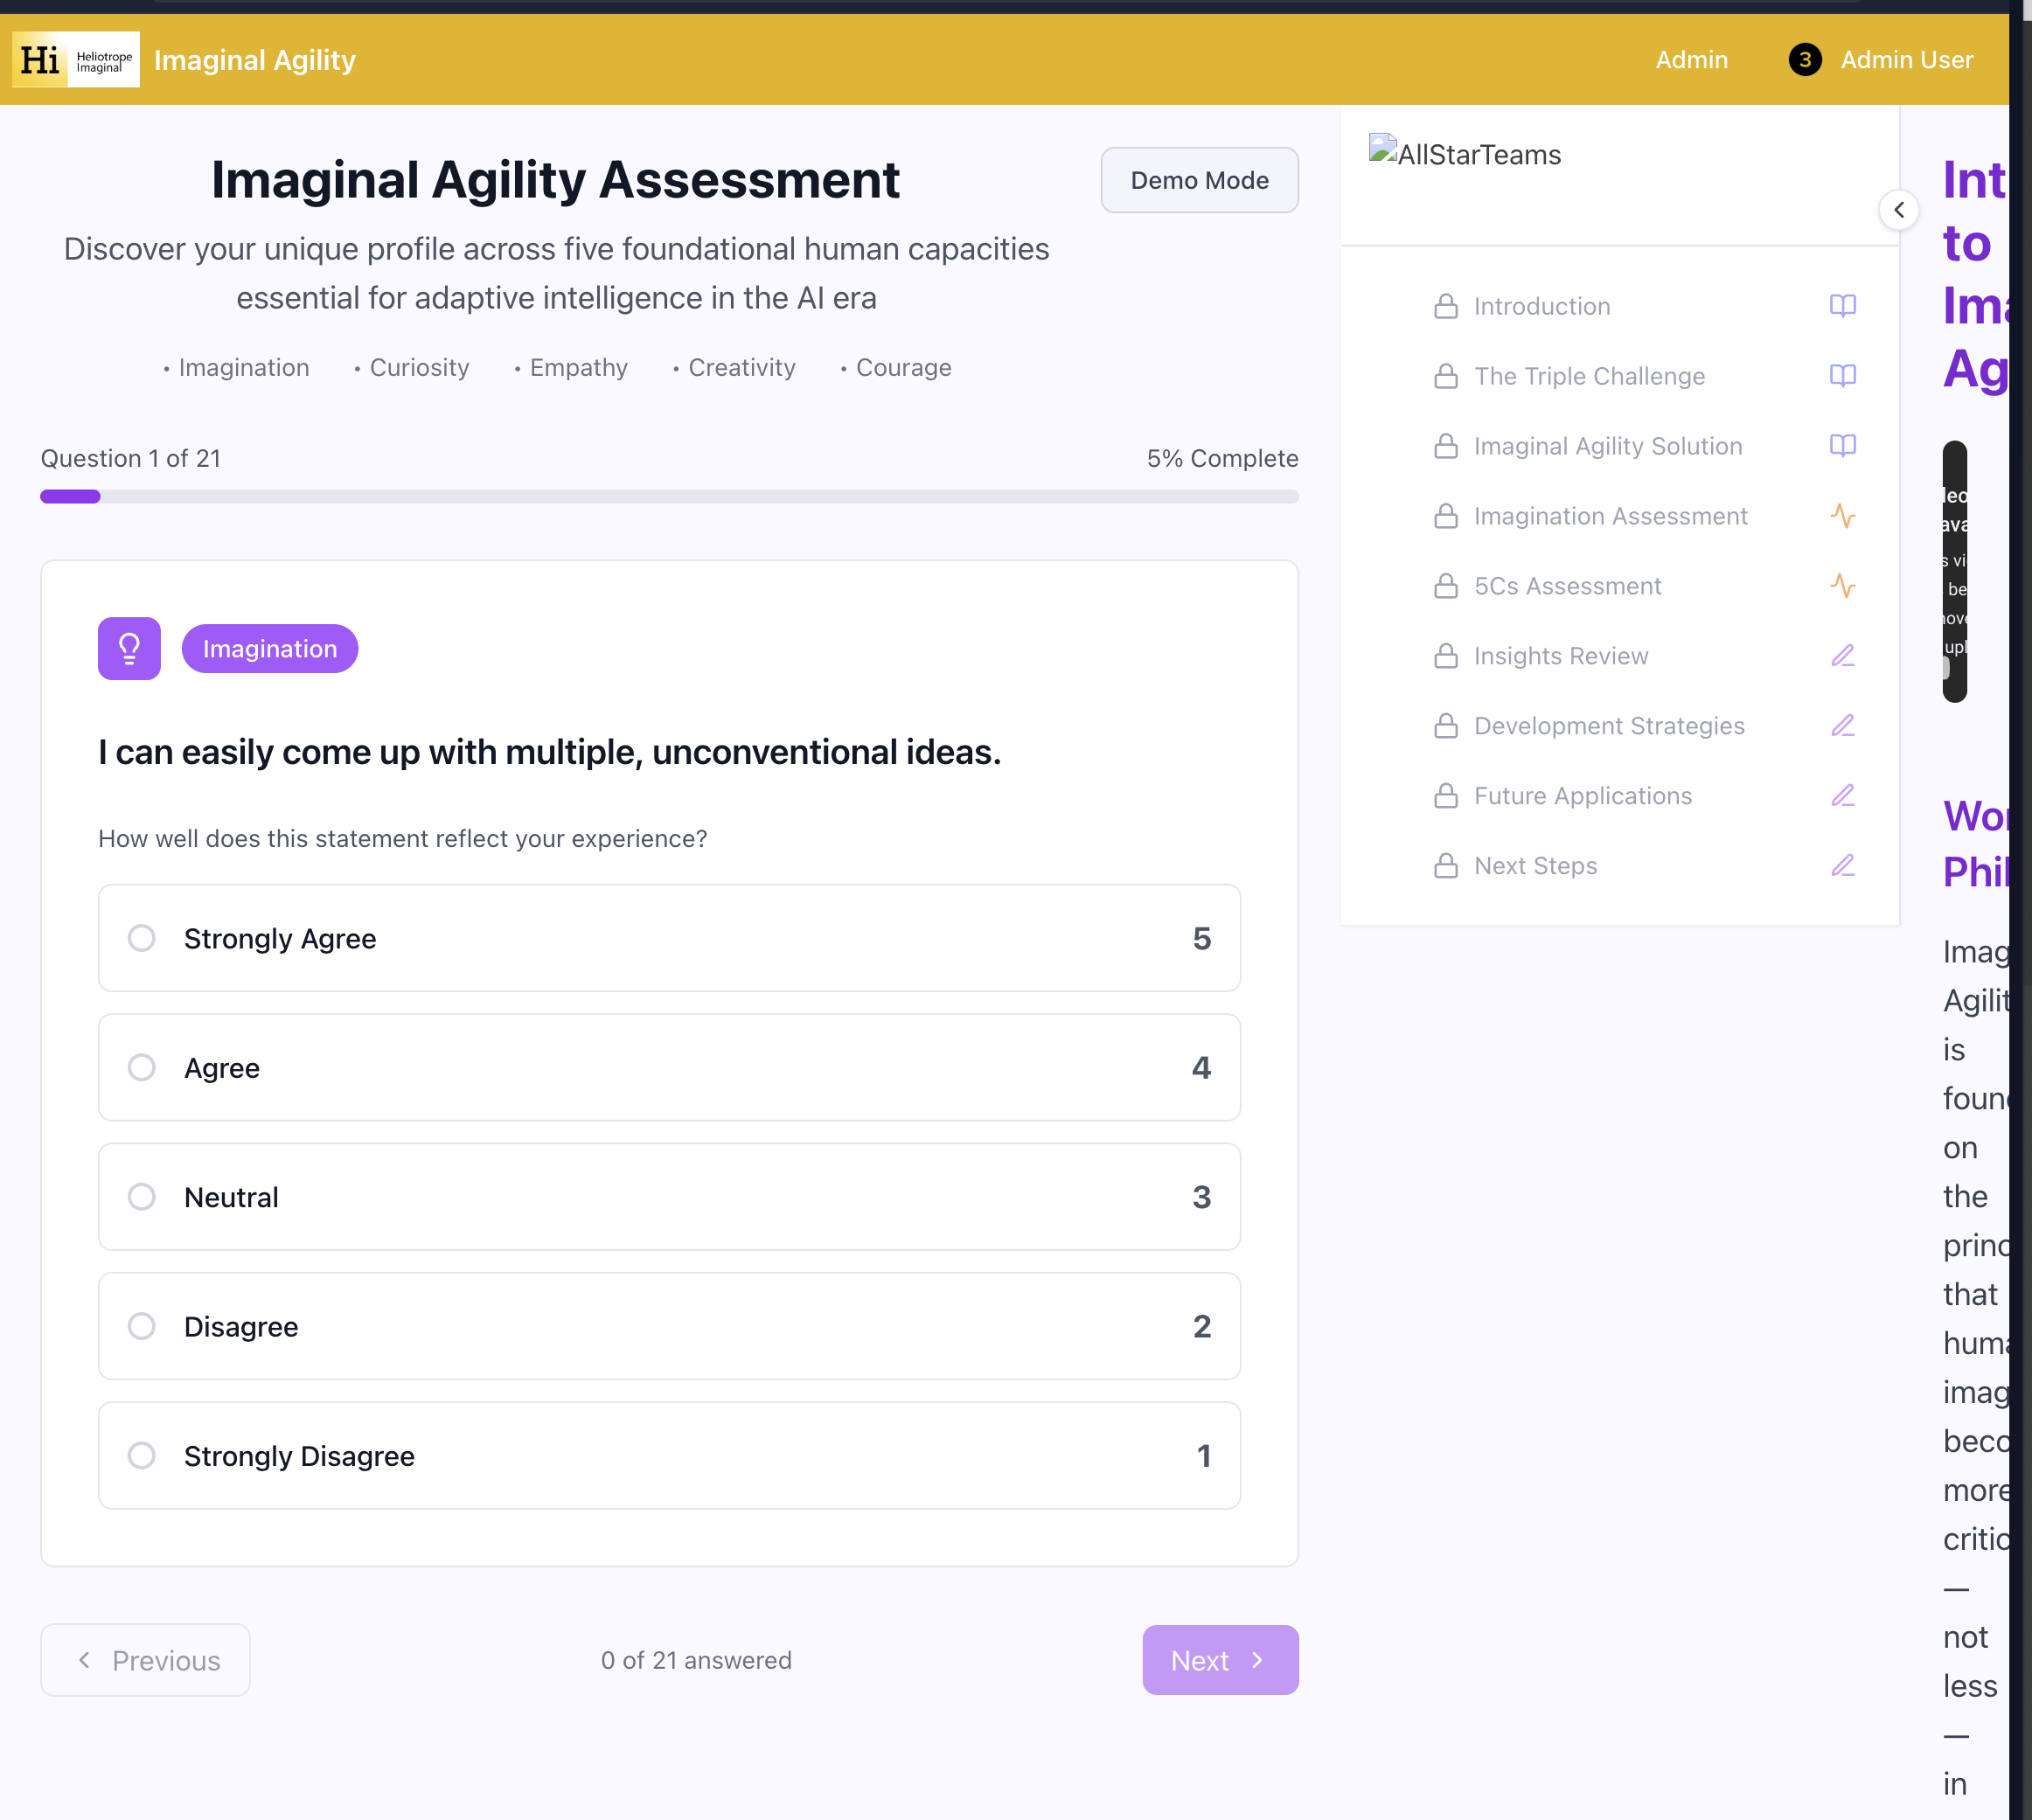 Hi Heliotrope Imaginal
Imaginal Agility
Admin
3 Admin User
Imaginal Agility Assessment
Demo Mode
Discover your unique profile across five foundational human capacities
essential for adaptive intelligence in the AI era
• Imagination • Curiosity • Empathy • Creativity • Courage
Question 1 of 21
5% Complete
Imagination
I can easily come up with multiple, unconventional ideas.
How well does this statement reflect your experience?
Strongly Agree 5
Agree 4
Neutral 3
Disagree 2
Strongly Disagree 1
Previous
0 of 21 answered
Next
AllStarTeams
Introduction
The Triple Challenge
Imaginal Agility Solution
Imagination Assessment
5Cs Assessment
Insights Review
Development Strategies
Future Applications
Next Steps
Int
to
Ima
Ag
Wor
Phil
Imag
Agilit
is
found
on
the
princ
that
huma
imag
beco
more
critic
—
not
less
—
in